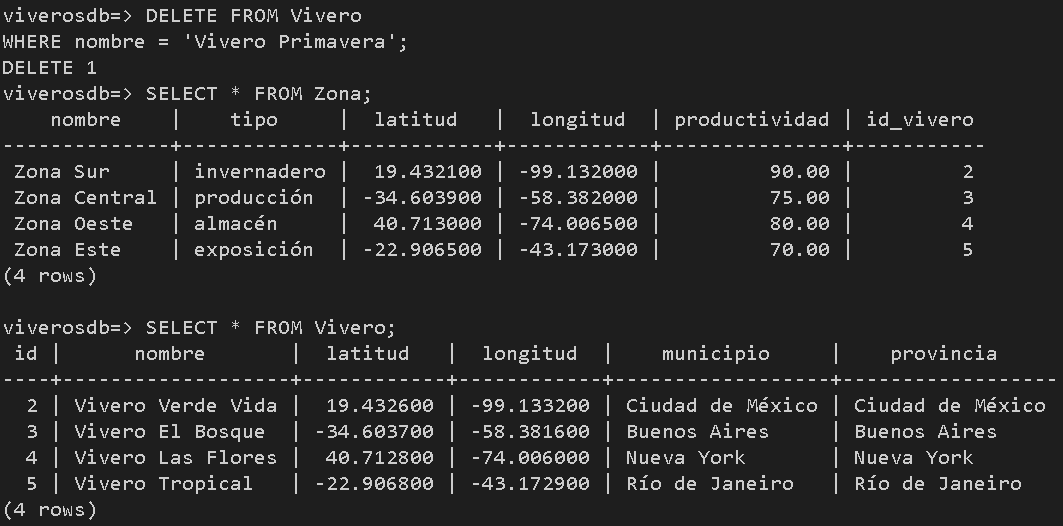 viverosdb=> DELETE FROM Vivero
WHERE nombre = 'Vivero Primavera';
DELETE 1
viverosdb=> SELECT * FROM Zona;
    nombre    |    tipo     |  latitud   |  longitud  | productividad | id_vivero
--------------+-------------+------------+------------+---------------+-----------
 Zona Sur     | invernadero |  19.432100 | -99.132000 |         90.00 |         2
 Zona Central | producción  | -34.603900 | -58.382000 |         75.00 |         3
 Zona Oeste   | almacén     |  40.713000 | -74.006500 |         80.00 |         4
 Zona Este    | exposición  | -22.906500 | -43.173000 |         70.00 |         5
(4 rows)

viverosdb=> SELECT * FROM Vivero;
 id |      nombre       |  latitud   |  longitud  |    municipio     |    provincia
----+-------------------+------------+------------+------------------+------------------
  2 | Vivero Verde Vida |  19.432600 | -99.133200 | Ciudad de México | Ciudad de México
  3 | Vivero El Bosque  | -34.603700 | -58.381600 | Buenos Aires     | Buenos Aires
  4 | Vivero Las Flores |  40.712800 | -74.006000 | Nueva York       | Nueva York
  5 | Vivero Tropical   | -22.906800 | -43.172900 | Río de Janeiro   | Río de Janeiro
(4 rows)